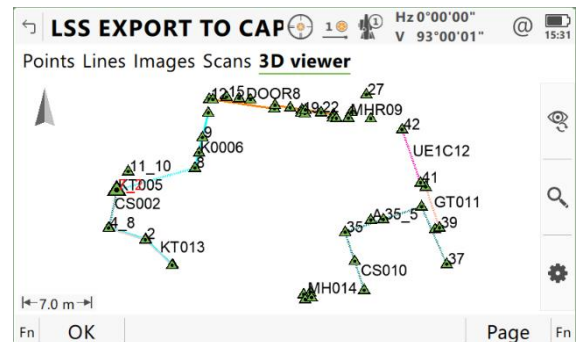 LSS EXPORT TO CAP
1
1
Hz 0°00'00"
V 93°00'01"
@
15:31
Points Lines Images Scans 3D viewer
12 15 DOOR8
27
19 22 MHR09
42
9
K0006
8
UE1C12
11_10
KT005
CS002
41
GT011
4_8
2
KT013
35
A 35_5
39
CS010
37
MH014
7.0 m
Fn OK Page Fn